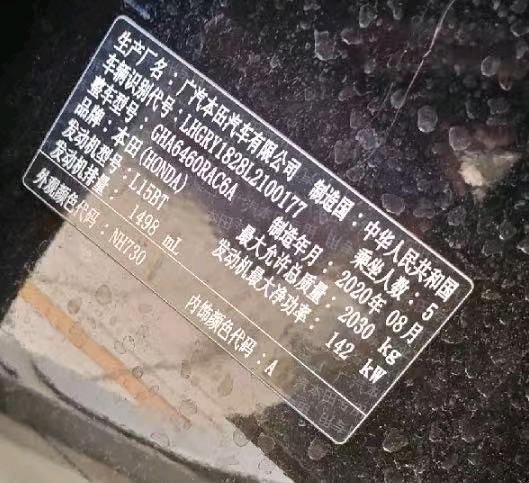 生产厂名：广汽本田汽车有限公司 制造国：中华人民共和国
车辆识别代号：LHGRY1828L2100177 乘坐人数：5
整车型号：GHA6460RAC6A 制造年月：2020年08月
品牌：本田(HONDA) 最大允许总质量：2030 kg
发动机型号：L15BT 发动机最大净功率：142 kW
发动机排量：1498 mL
外观颜色代码：NH730 内饰颜色代码：A